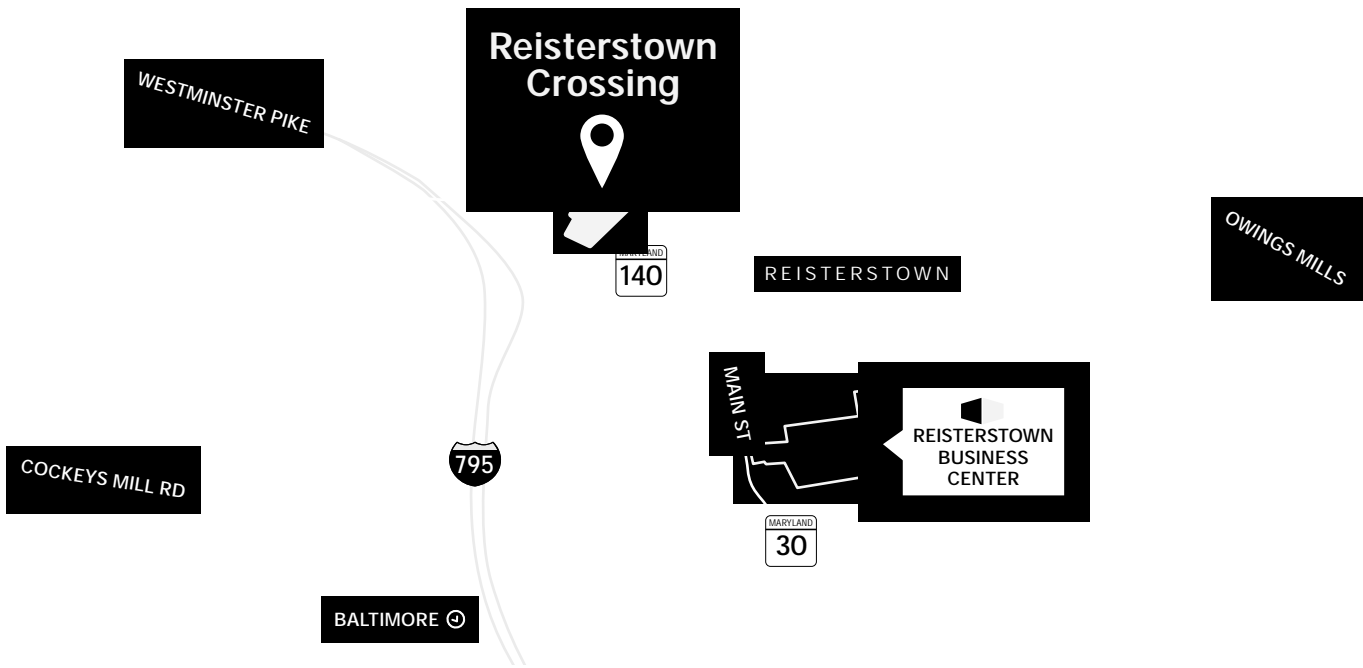 Reisterstown
Crossing
WESTMINSTER PIKE
MARYLAND
140
REISTERSTOWN
OWINGS MILLS
MAIN ST
REISTERSTOWN
BUSINESS
CENTER
795
COCKEYS MILL RD
MARYLAND
30
BALTIMORE